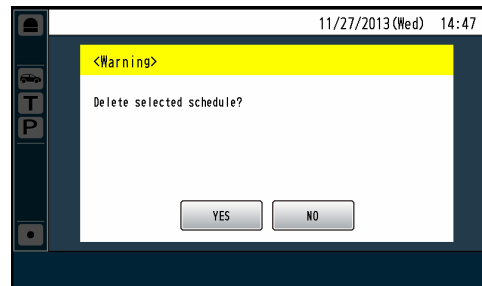 11/27/2013(Wed) 14:47
<Warning>
T
Delete selected schedule?
P
YES NO